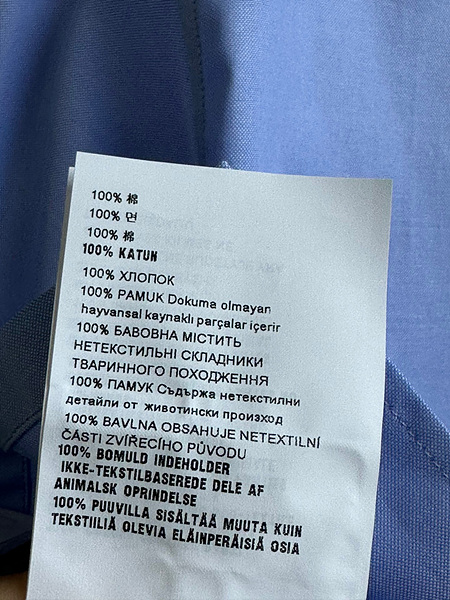 100% 棉
100% 면
100% 棉
100% KATUN
100% ХЛОПОК
100% PAMUK Dokuma olmayan
hayvansal kaynaklı parçalar içerir
100% БАВОВНА МІСТИТЬ
НЕТЕКСТИЛЬНІ СКЛАДНИКИ
ТВАРИННОГО ПОХОДЖЕННЯ
100% ПАМУК Съдържа нетекстилни
детайли от животински произход
100% BAVLNA OBSAHUJE NETEXTILNÍ
ČÁSTI ZVÍŘECÍHO PŮVODU
100% BOMULD INDEHOLDER
IKKE-TEKSTILBASEREDE DELE AF
ANIMALSK OPRINDELSE
100% PUUVILLA SISÄLTÄÄ MUUTA KUIN
TEKSTIILIÄ OLEVIA ELÄINPERÄISIÄ OSIA